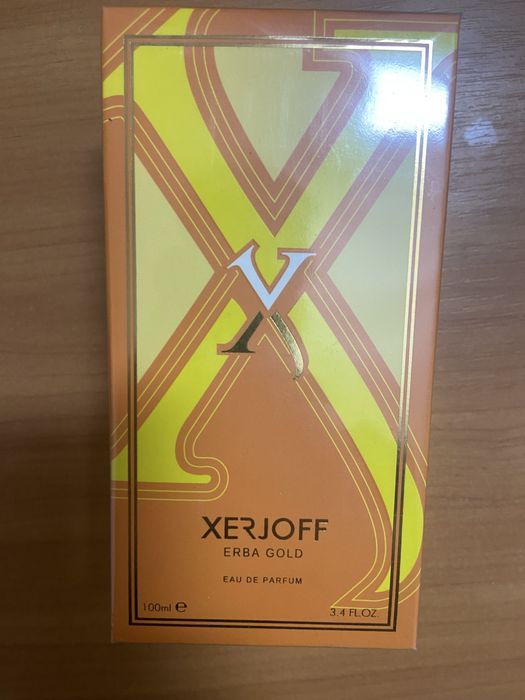 XERJOFF
ERBA GOLD
EAU DE PARFUM
100ml e 3.4 FL.OZ.